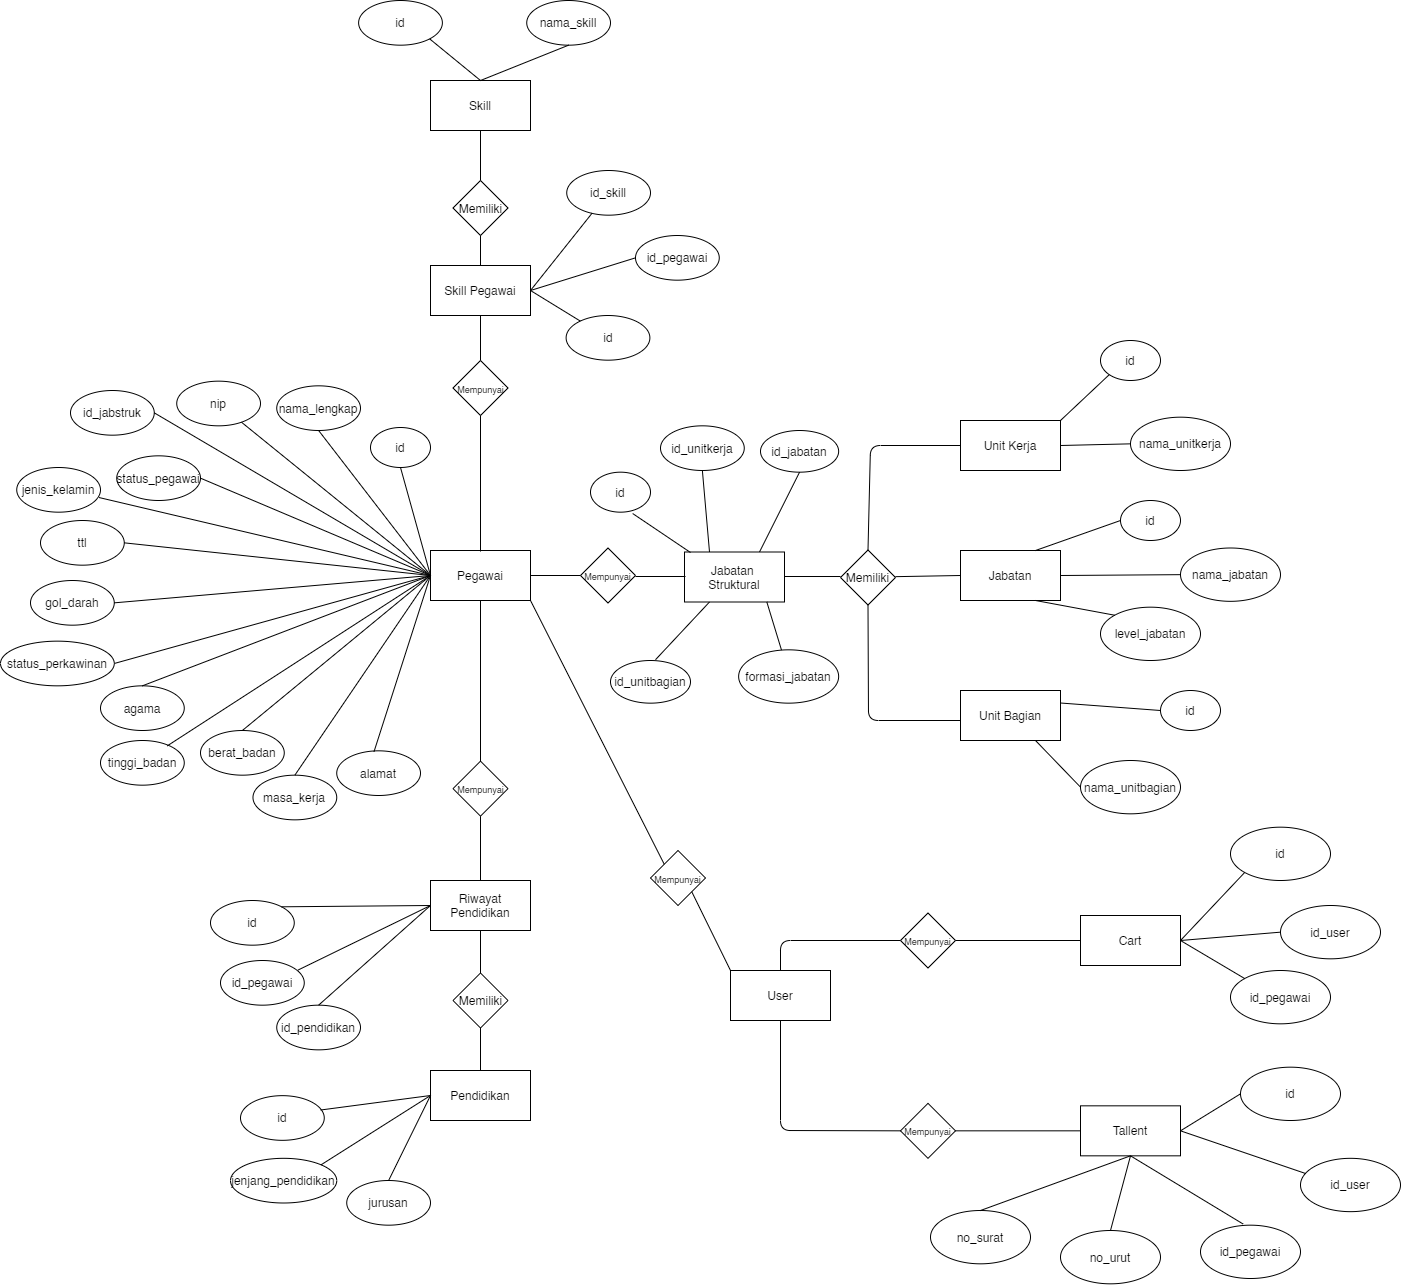 id
nama_skill
Skill
Memiliki
id_skill
id_pegawai
Skill Pegawai
id
Mempunyai
id_jabstruk
nip
nama_lengkap
id
status_pegawai
jenis_kelamin
ttl
gol_darah
status_perkawinan
agama
tinggi_badan
berat_badan
masa_kerja
alamat
Pegawai
Mempunyai
id
id_unitkerja
id_jabatan
Jabatan
Struktural
id_unitbagian
formasi_jabatan
Memiliki
id
Unit Kerja
nama_unitkerja
id
Jabatan
nama_jabatan
level_jabatan
Unit Bagian
id
nama_unitbagian
Mempunyai
Riwayat
Pendidikan
id
id_pegawai
id_pendidikan
Memiliki
Pendidikan
id
jenjang_pendidikan
jurusan
Mempunyai
User
Mempunyai
Cart
id
id_user
id_pegawai
Mempunyai
Tallent
id
id_user
no_surat
no_urut
id_pegawai